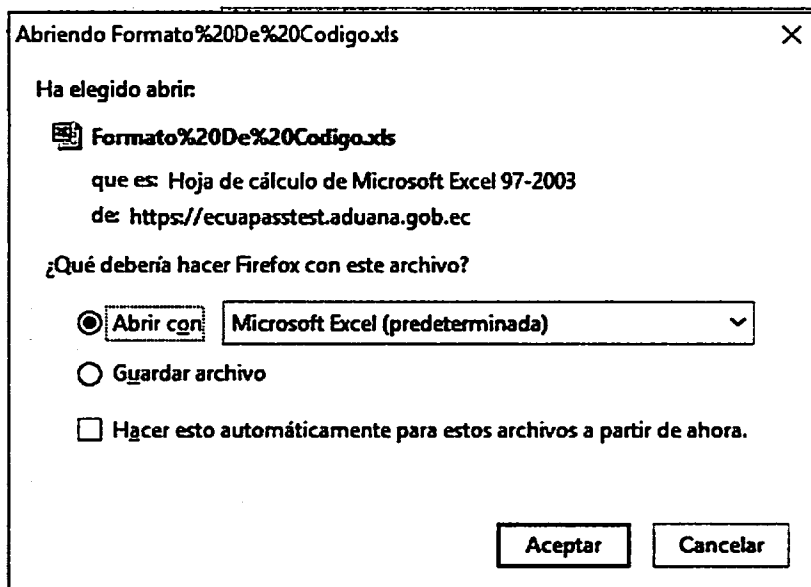 Abriendo Formato%20De%20Codigo.xls
Ha elegido abrir:
Formato%20De%20Codigo.xls
que es: Hoja de cálculo de Microsoft Excel 97-2003
de: https://ecuapasstest.aduana.gob.ec
¿Qué debería hacer Firefox con este archivo?
Abrir con Microsoft Excel (predeterminada)
Guardar archivo
Hacer esto automáticamente para estos archivos a partir de ahora.
Aceptar Cancelar